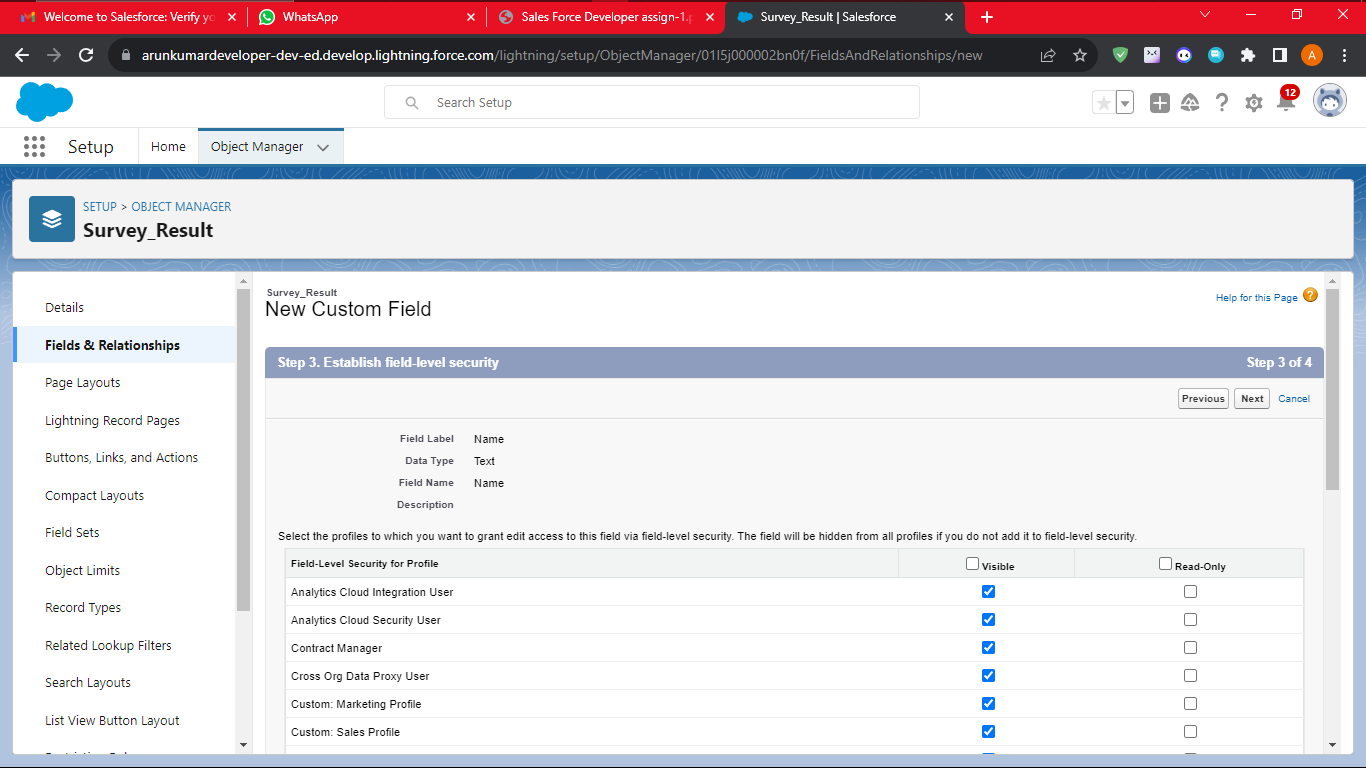 Welcome to Salesforce: Verify yo
WhatsApp
Sales Force Developer assign-1.p
Survey_Result | Salesforce
arunkumardeveloper-dev-ed.develop.lightning.force.com/lightning/setup/ObjectManager/01I5j000002bn0f/FieldsAndRelationships/new
A
Search Setup
12
Setup
Home
Object Manager
SETUP > OBJECT MANAGER
Survey_Result
Details
Fields & Relationships
Page Layouts
Lightning Record Pages
Buttons, Links, and Actions
Compact Layouts
Field Sets
Object Limits
Record Types
Related Lookup Filters
Search Layouts
List View Button Layout
Survey_Result
New Custom Field
Help for this Page ?
Step 3. Establish field-level security
Step 3 of 4
Previous Next Cancel
Field Label Name
Data Type Text
Field Name Name
Description
Select the profiles to which you want to grant edit access to this field via field-level security. The field will be hidden from all profiles if you do not add it to field-level security.
Field-Level Security for Profile Visible Read-Only
Analytics Cloud Integration User
Analytics Cloud Security User
Contract Manager
Cross Org Data Proxy User
Custom: Marketing Profile
Custom: Sales Profile